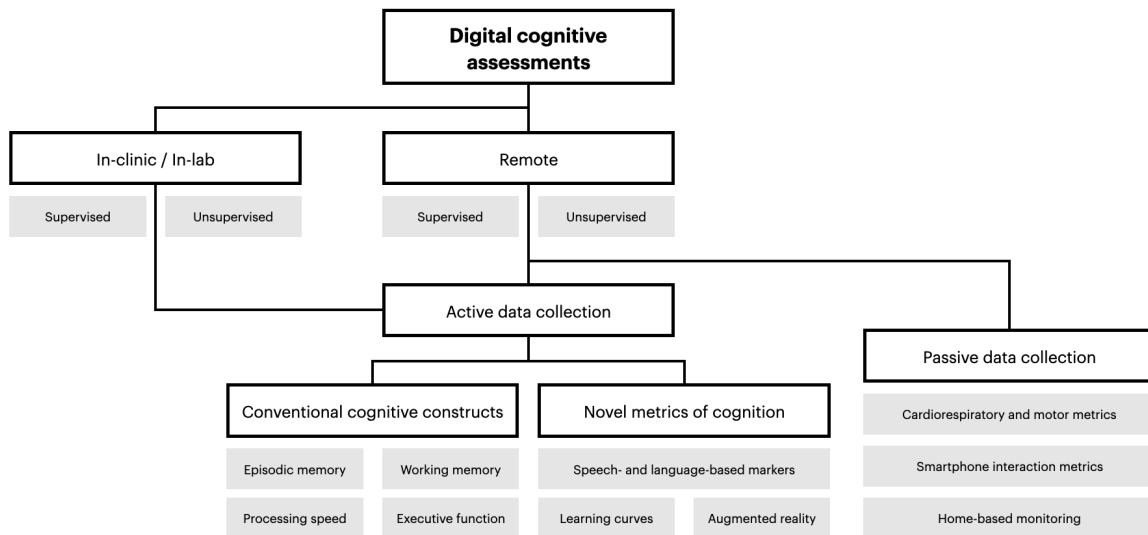 Digital cognitive
assessments
In-clinic / In-lab
Remote
Supervised
Unsupervised
Supervised
Unsupervised
Active data collection
Passive data collection
Conventional cognitive constructs
Novel metrics of cognition
Cardiorespiratory and motor metrics
Episodic memory
Working memory
Speech- and language-based markers
Smartphone interaction metrics
Processing speed
Executive function
Learning curves
Augmented reality
Home-based monitoring